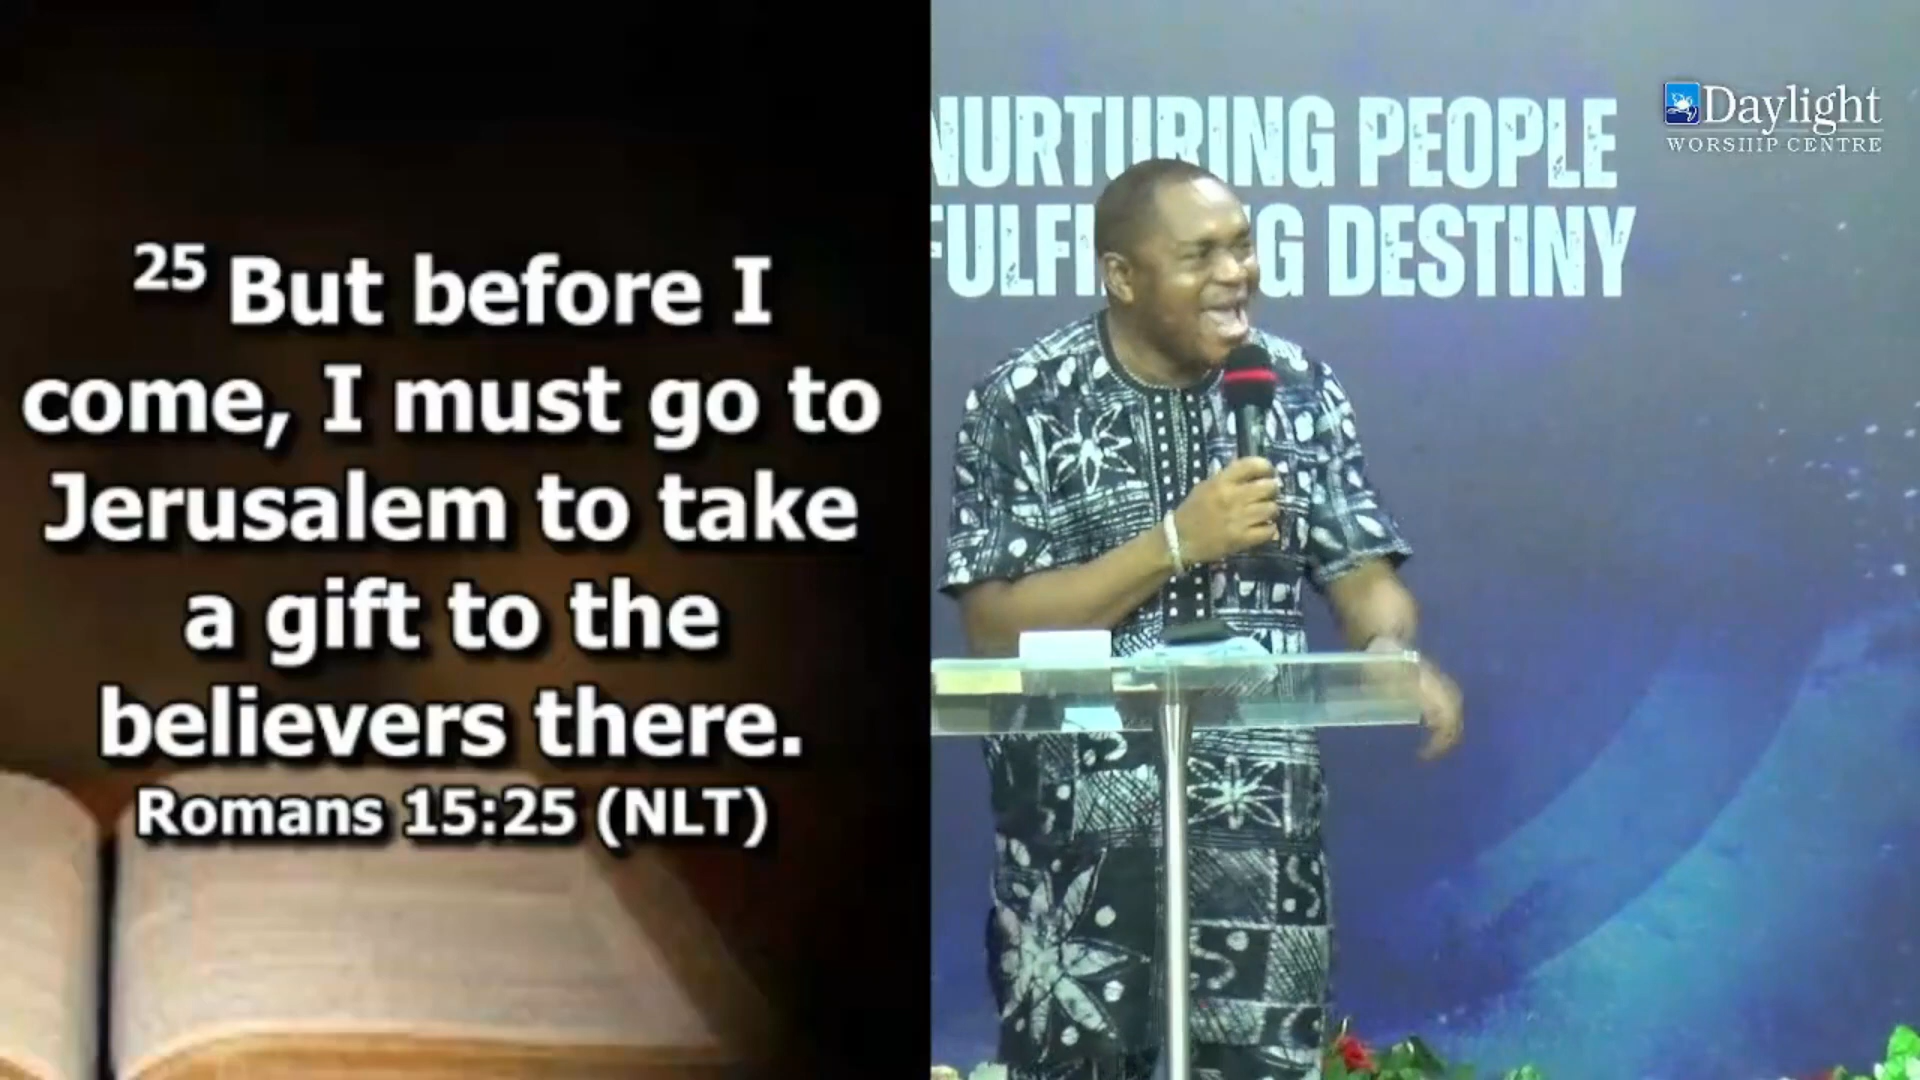 25 But before I
come, I must go to
Jerusalem to take
a gift to the
believers there.
Romans 15:25 (NLT)
NURTURING PEOPLE
DESTINY
Daylight
WORSHIP CENTRE